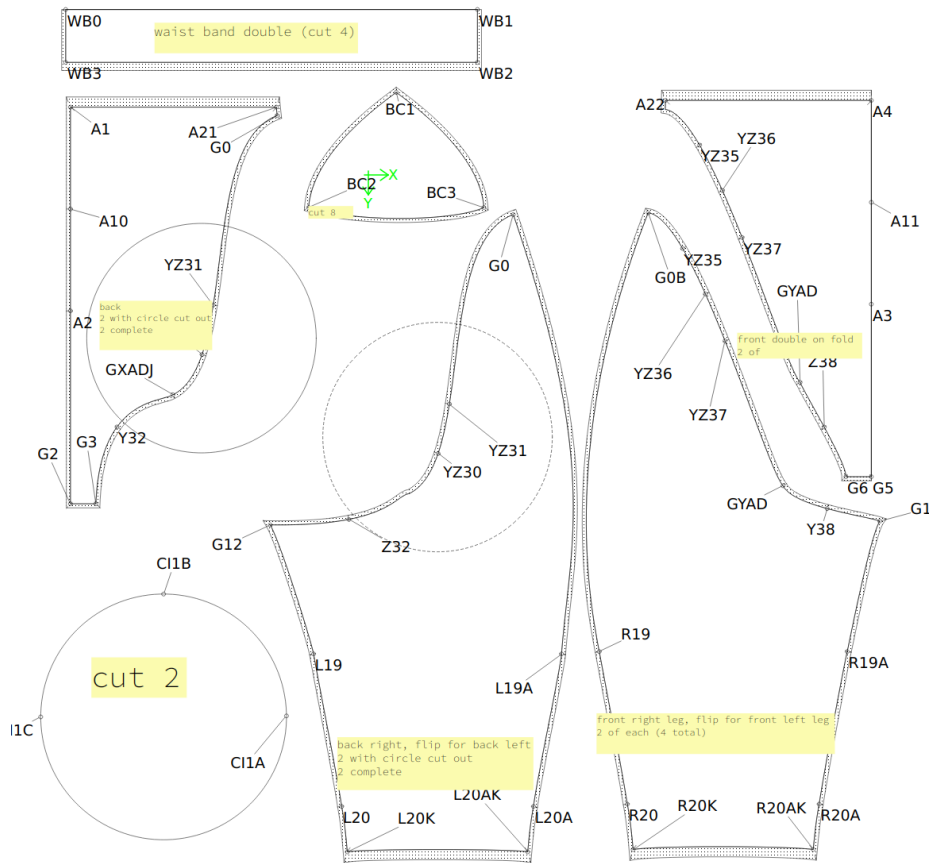 WB0
waist band double (cut 4)
WB1
WB3
WB2
A1
A21
G0
BC1
A22
A4
YZ36
YZ35
BC2
X
BC3
Y
cut 8
A10
A11
YZ31
G0
G0B
YZ35
YZ37
GYAD
back
2 with circle cut out
2 complete
A2
A3
front double on fold
2 of
Z38
GXADJ
YZ36
YZ37
Y32
G3
G2
YZ31
YZ30
GYAD
G6
G5
G1
Y38
G12
Z32
CI1B
L19
L19A
R19
R19A
cut 2
I1C
CI1A
back right, flip for back left
2 with circle cut out
2 complete
front right leg, flip for front left leg
2 of each (4 total)
L20
L20K
L20AK
L20A
R20
R20K
R20AK
R20A